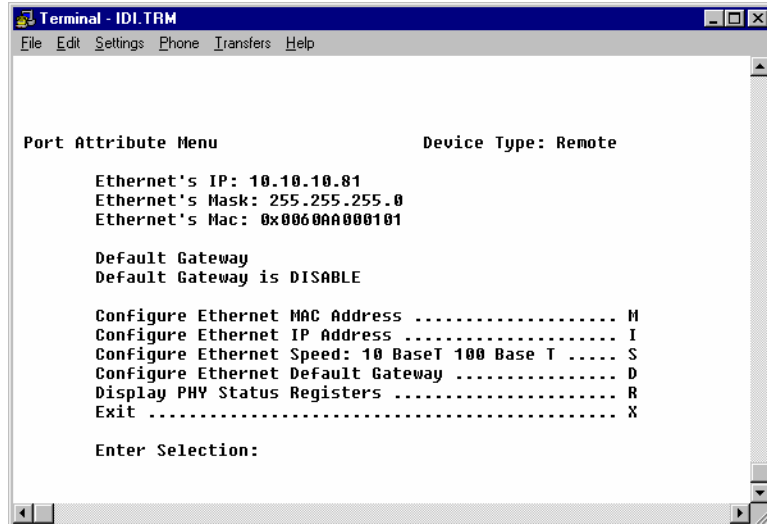 Terminal - IDI.TRM
File Edit Settings Phone Transfers Help
Port Attribute Menu Device Type: Remote
Ethernet's IP: 10.10.10.81
Ethernet's Mask: 255.255.255.0
Ethernet's Mac: 0x0060AA000101
Default Gateway
Default Gateway is DISABLE
Configure Ethernet MAC Address .................... M
Configure Ethernet IP Address ..................... I
Configure Ethernet Speed: 10 BaseT 100 Base T ..... S
Configure Ethernet Default Gateway ................ D
Display PHY Status Registers ...................... R
Exit .............................................. X
Enter Selection: